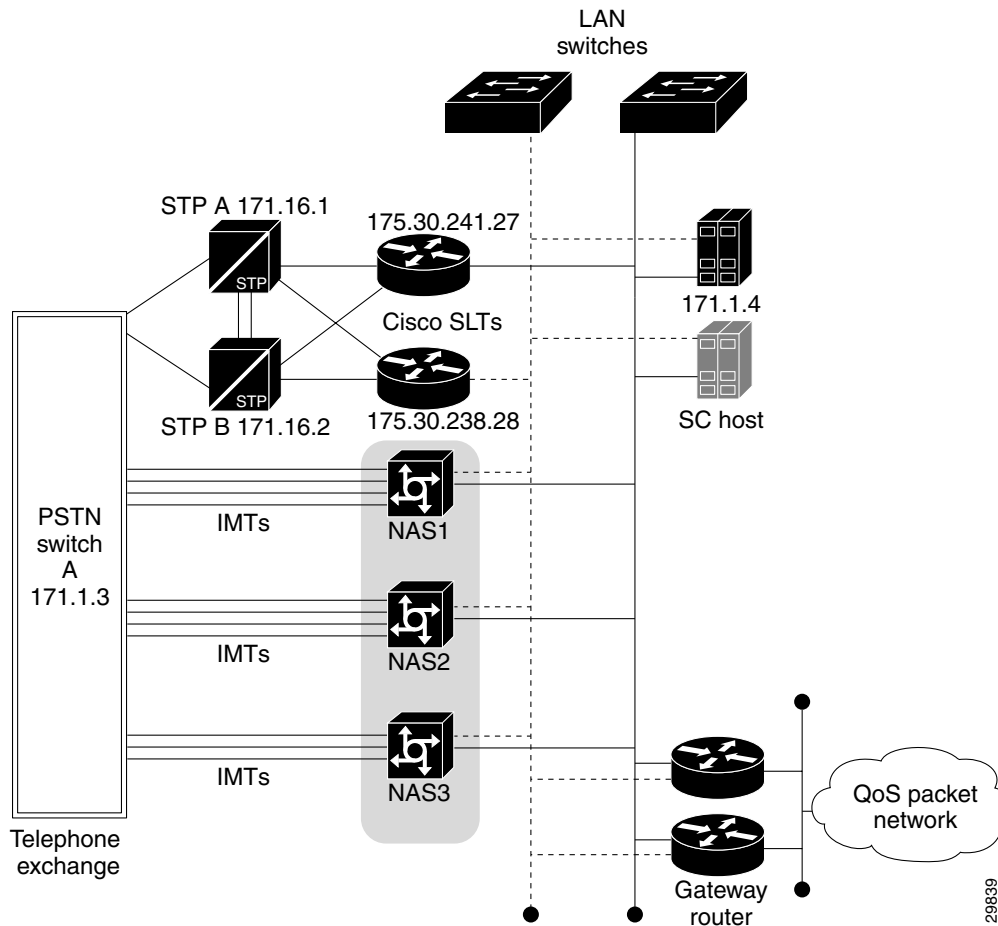 LAN
switches
STP A 171.16.1
175.30.241.27
STP
171.1.4
Cisco SLTs
STP
SC host
STP B 171.16.2
175.30.238.28
PSTN
switch
A
171.1.3
IMTs
NAS1
IMTs
NAS2
IMTs
NAS3
QoS packet
network
Telephone
exchange
Gateway
router
29839